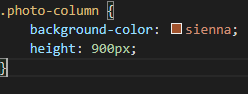 .photo-column {
background-color: sienna;
height: 900px;
}